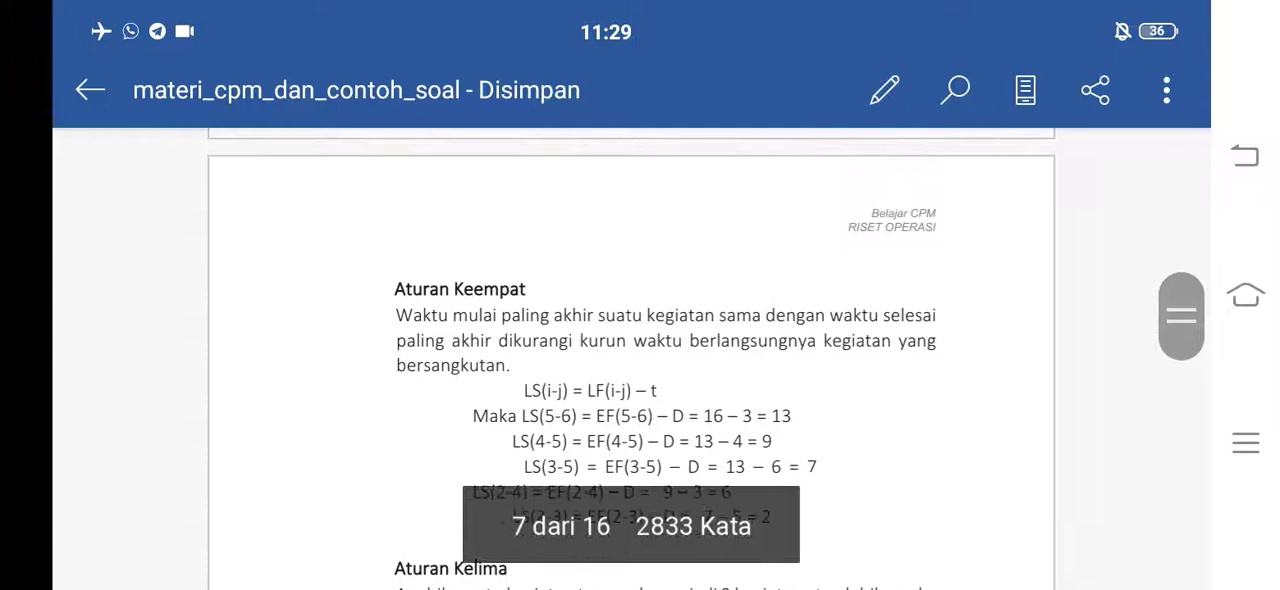 11:29
36
materi_cpm_dan_contoh_soal - Disimpan
Belajar CPM
RISET OPERASI
Aturan Keempat
Waktu mulai paling akhir suatu kegiatan sama dengan waktu selesai
paling akhir dikurangi kurun waktu berlangsungnya kegiatan yang
bersangkutan.
LS(i-j) = LF(i-j) – t
Maka LS(5-6) = EF(5-6) – D = 16 – 3 = 13
LS(4-5) = EF(4-5) – D = 13 – 4 = 9
LS(3-5) = EF(3-5) – D = 13 – 6 = 7
LS(2-4) = EF(2-4) – D = 9 – 3 = 6
7 dari 16 2833 Kata
Aturan Kelima